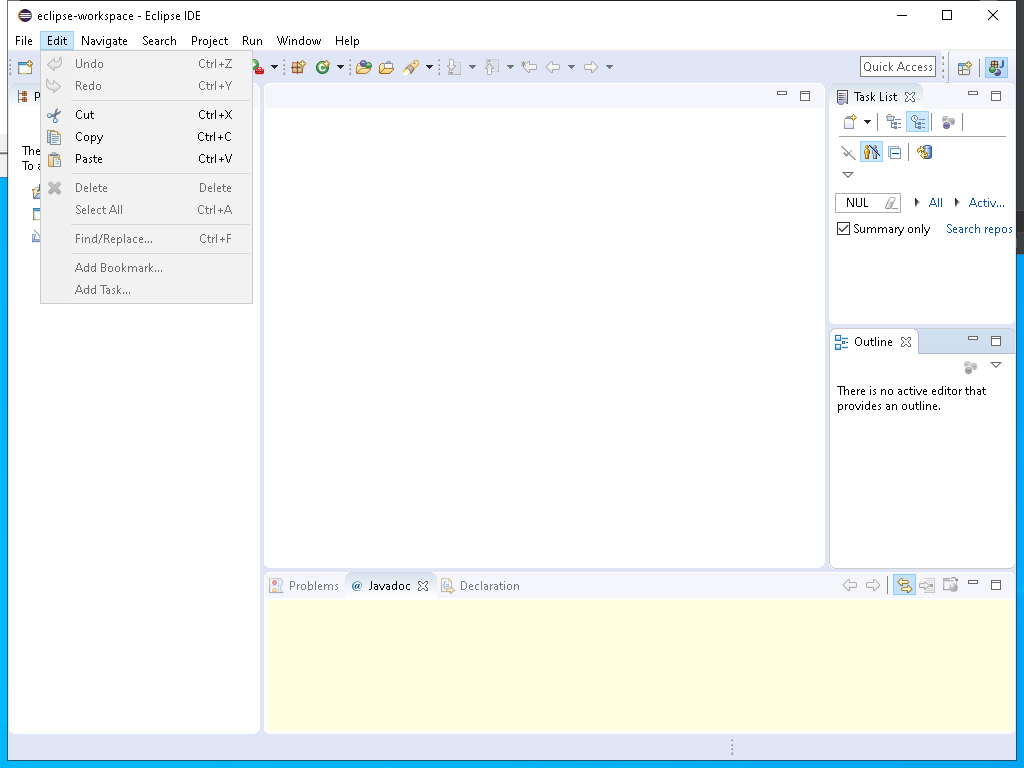 eclipse-workspace - Eclipse IDE
File Edit Navigate Search Project Run Window Help
Undo Ctrl+Z
Redo Ctrl+Y
Cut Ctrl+X
Copy Ctrl+C
Paste Ctrl+V
Delete Delete
Select All Ctrl+A
Find/Replace... Ctrl+F
Add Bookmark...
Add Task...
P
The
To a
Quick Access
Task List
NUL All Activ...
Summary only Search repos
Outline
There is no active editor that
provides an outline.
Problems @ Javadoc Declaration